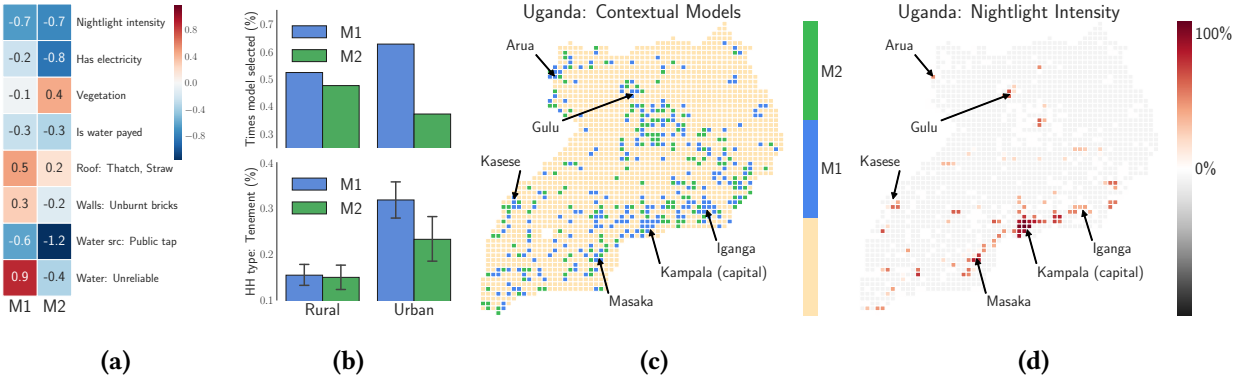 -0.7 -0.7 Nightlight intensity
-0.2 -0.8 Has electricity
-0.1 0.4 Vegetation
-0.3 -0.3 Is water payed
0.5 0.2 Roof: Thatch, Straw
0.3 -0.2 Walls: Unburnt bricks
-0.6 -1.2 Water src: Public tap
0.9 -0.4 Water: Unreliable
M1 M2
0.8
0.4
0.0
−0.4
−0.8
(a)
Times model selected (%)
0.7
0.6
0.5
0.4
0.3
M1
M2
HH type: Tenement (%)
0.4
0.3
0.2
0.1
M1
M2
Rural Urban
(b)
Uganda: Contextual Models
Arua
Gulu
Kasese
Iganga
Kampala (capital)
Masaka
M2
M1
(c)
Uganda: Nightlight Intensity
Arua
Gulu
Kasese
Iganga
Kampala (capital)
Masaka
100%
0%
(d)